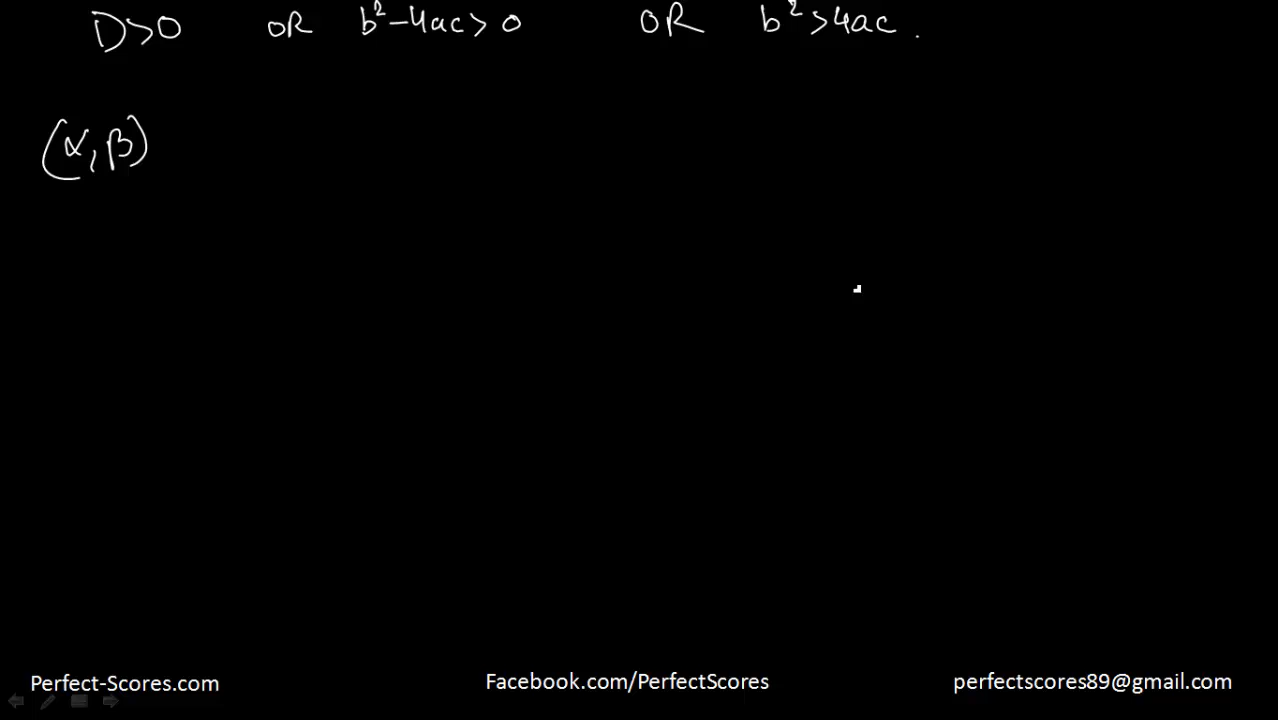 D>0 OR b²-4ac>0 OR b²>4ac.
(α,β)
Perfect-Scores.com Facebook.com/PerfectScores perfectscores89@gmail.com